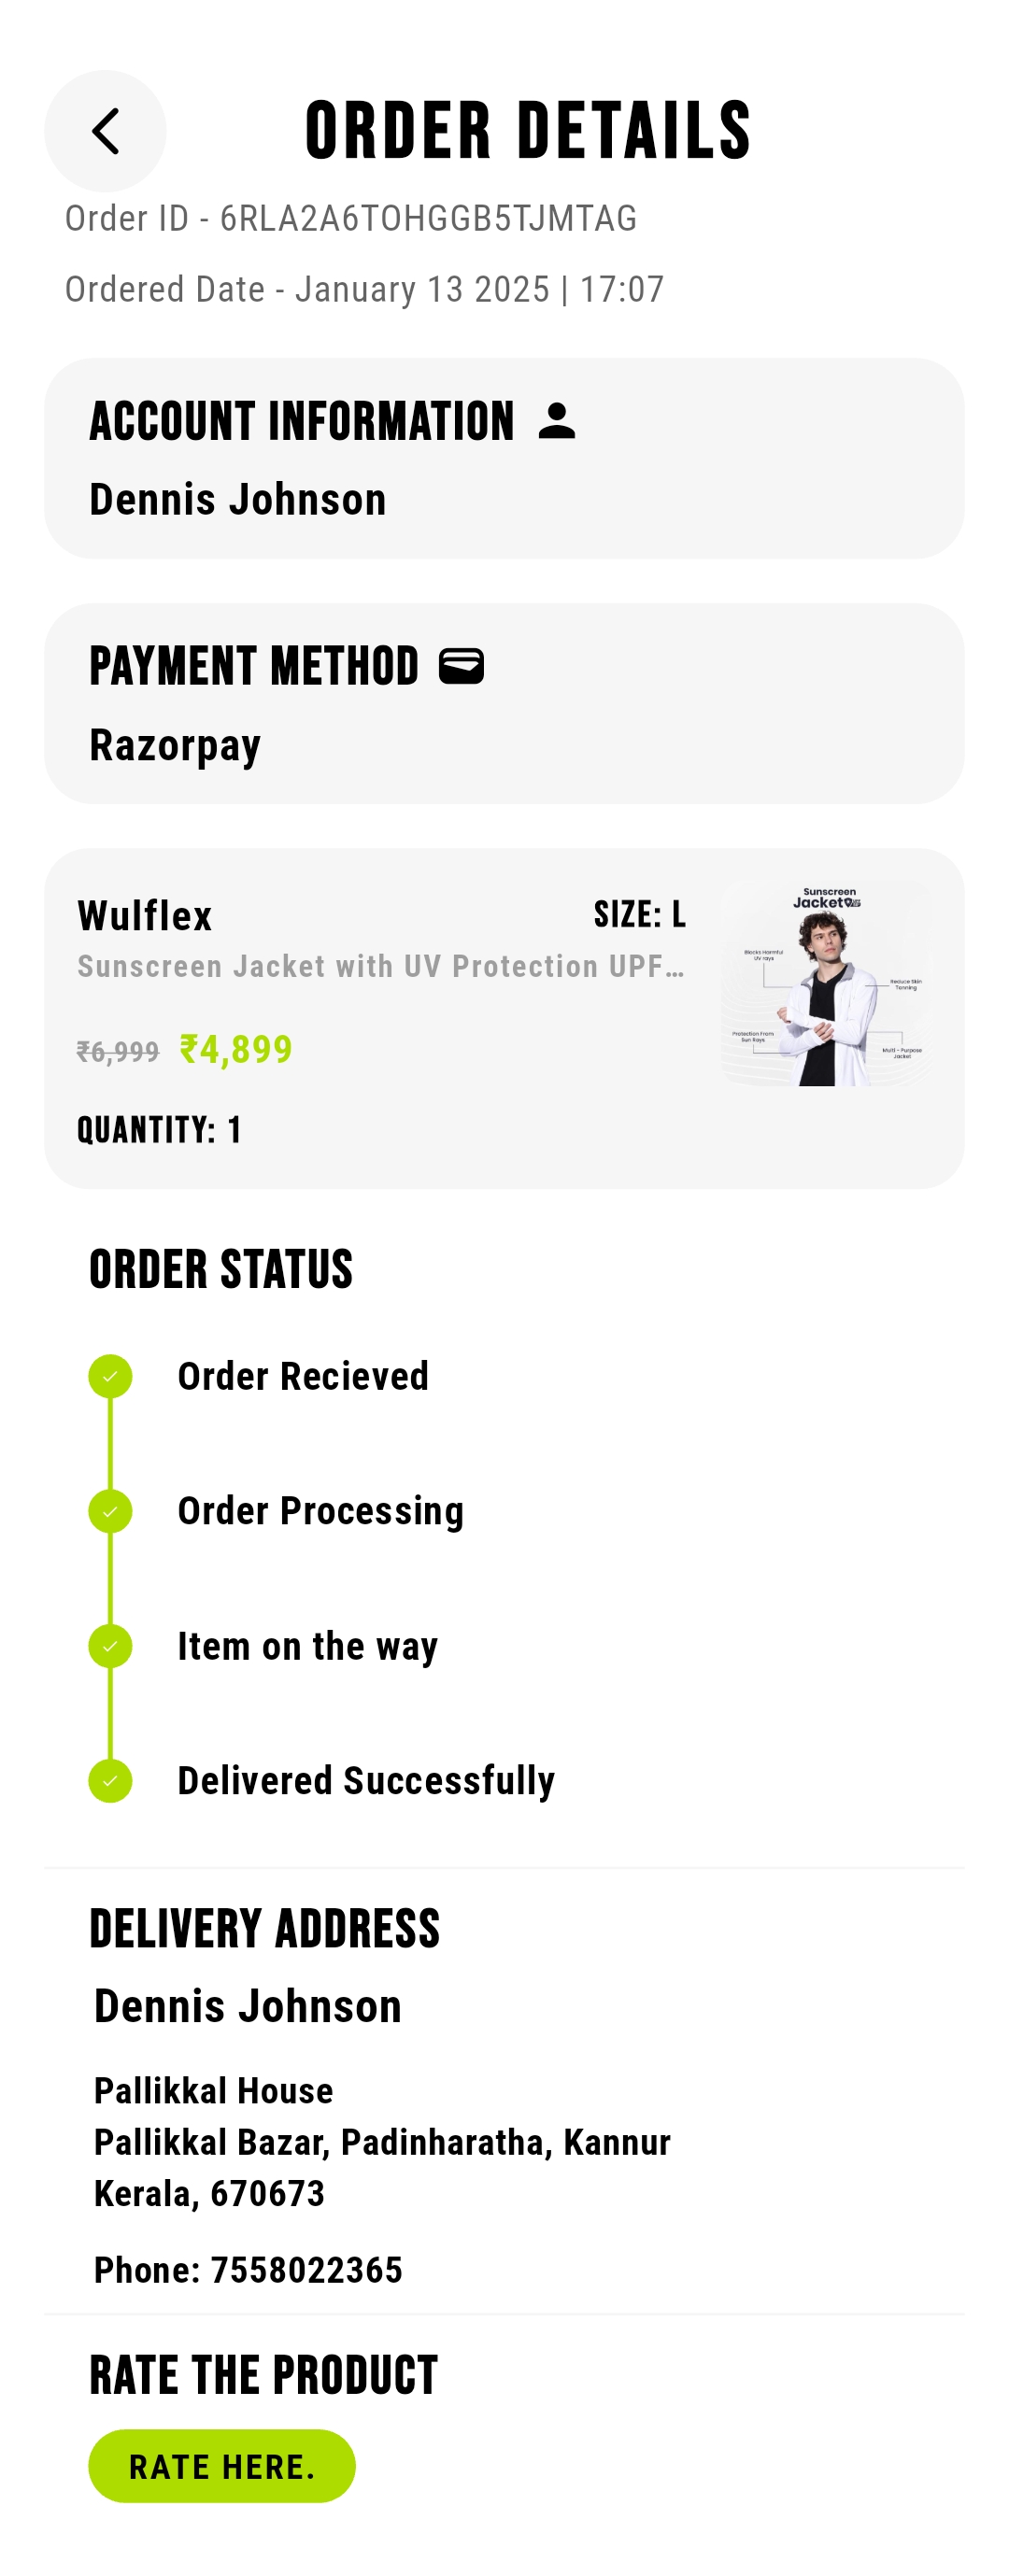 ORDER DETAILS
Order ID - 6RLA2A6TOHGGB5TJMTAG
Ordered Date - January 13 2025 | 17:07
ACCOUNT INFORMATION
Dennis Johnson
PAYMENT METHOD
Razorpay
Wulflex
SIZE: L
Sunscreen Jacket with UV Protection UPF...
₹6,999 ₹4,899
QUANTITY: 1
Sunscreen
Jacket
Blocks Harmful
UV rays
Reduce Skin
Tanning
Protection From
Sun Rays
Multi - Purpose
Jacket
ORDER STATUS
Order Recieved
Order Processing
Item on the way
Delivered Successfully
DELIVERY ADDRESS
Dennis Johnson
Pallikkal House
Pallikkal Bazar, Padinharatha, Kannur
Kerala, 670673
Phone: 7558022365
RATE THE PRODUCT
RATE HERE.